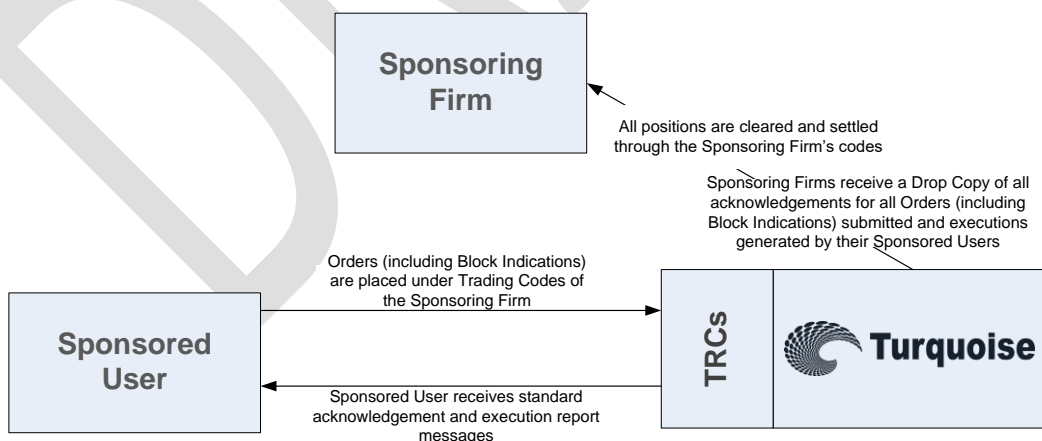 Sponsoring
Firm
All positions are cleared and settled
through the Sponsoring Firm's codes
Sponsoring Firms receive a Drop Copy of all
acknowledgements for all Orders (including
Block Indications) submitted and executions
generated by their Sponsored Users
Orders (including Block Indications)
are placed under Trading Codes of
the Sponsoring Firm
Sponsored
User
TRCs
Turquoise
Sponsored User receives standard
acknowledgement and execution report
messages